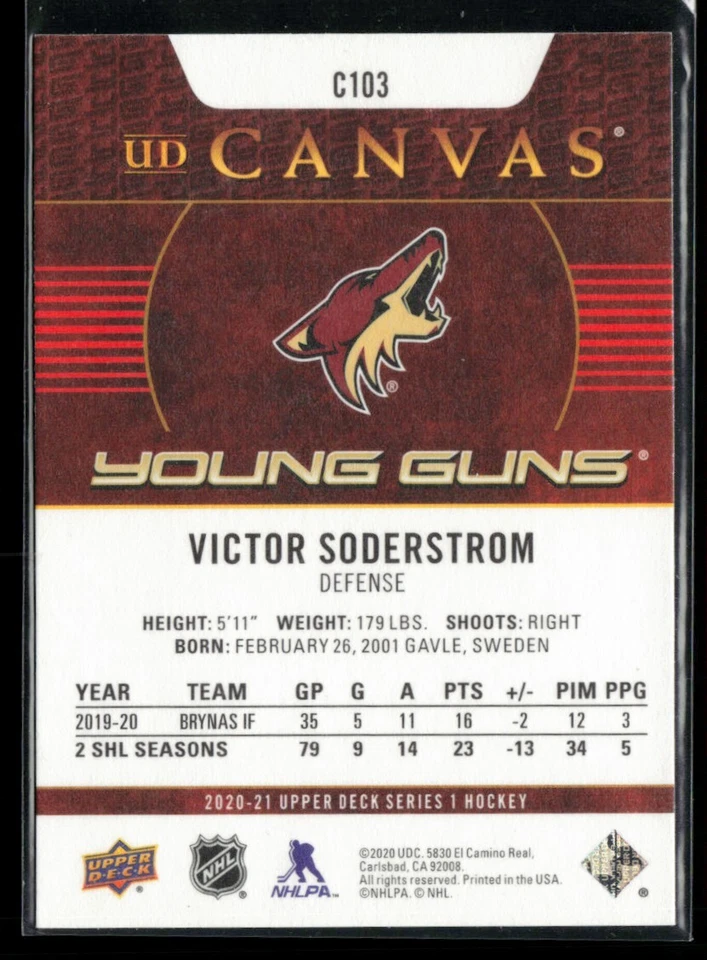 C103
UD CANVAS®
®
YOUNG GUNS®
VICTOR SODERSTROM
DEFENSE
HEIGHT: 5'11" WEIGHT: 179 LBS. SHOOTS: RIGHT
BORN: FEBRUARY 26, 2001 GAVLE, SWEDEN
YEAR TEAM GP G A PTS +/- PIM PPG
2019-20 BRYNAS IF 35 5 11 16 -2 12 3
2 SHL SEASONS 79 9 14 23 -13 34 5
2020-21 UPPER DECK SERIES 1 HOCKEY
UPPER DECK®
NHL®
NHLPA™
©2020 UDC. 5830 El Camino Real,
Carlsbad, CA 92008.
All rights reserved. Printed in the USA.
©NHLPA. © NHL.
®